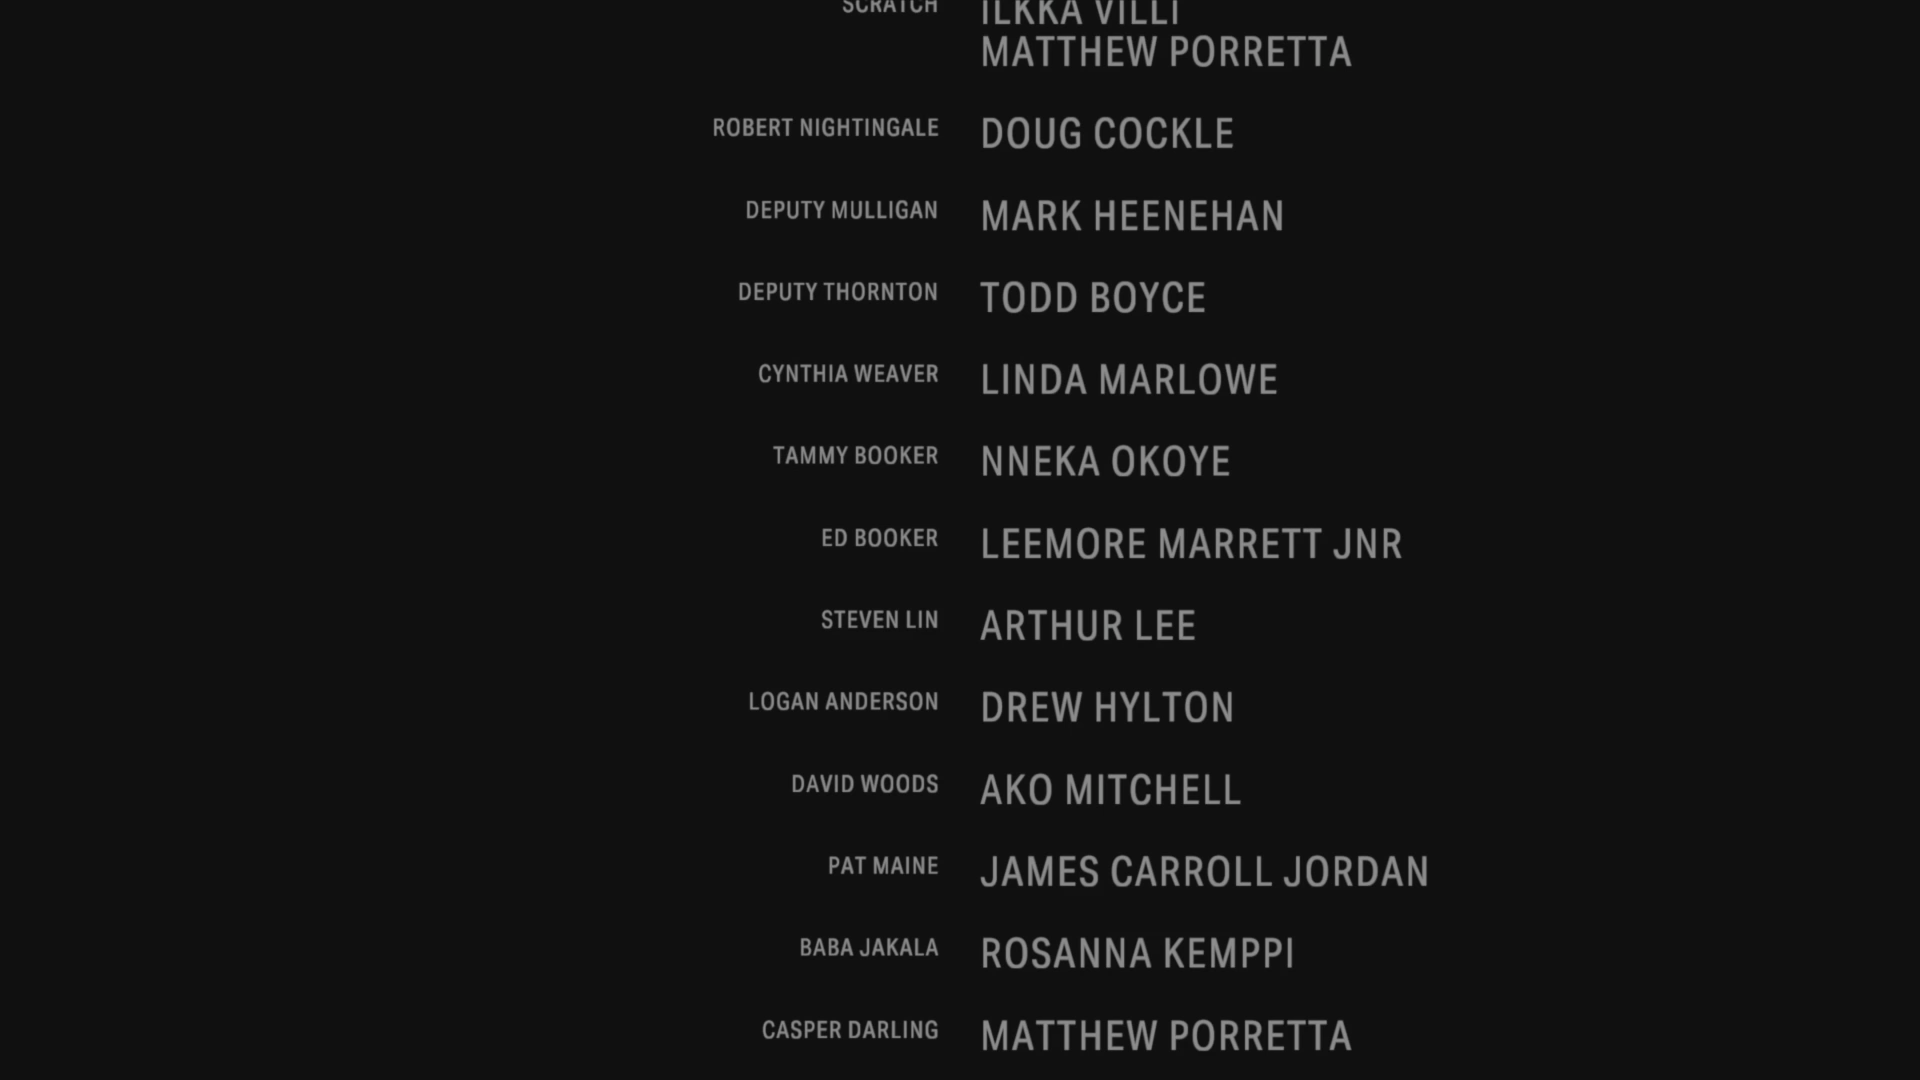 SCRATCH ILKKA VILLI
MATTHEW PORRETTA
ROBERT NIGHTINGALE DOUG COCKLE
DEPUTY MULLIGAN MARK HEENEHAN
DEPUTY THORNTON TODD BOYCE
CYNTHIA WEAVER LINDA MARLOWE
TAMMY BOOKER NNEKA OKOYE
ED BOOKER LEEMORE MARRETT JNR
STEVEN LIN ARTHUR LEE
LOGAN ANDERSON DREW HYLTON
DAVID WOODS AKO MITCHELL
PAT MAINE JAMES CARROLL JORDAN
BABA JAKALA ROSANNA KEMPPI
CASPER DARLING MATTHEW PORRETTA